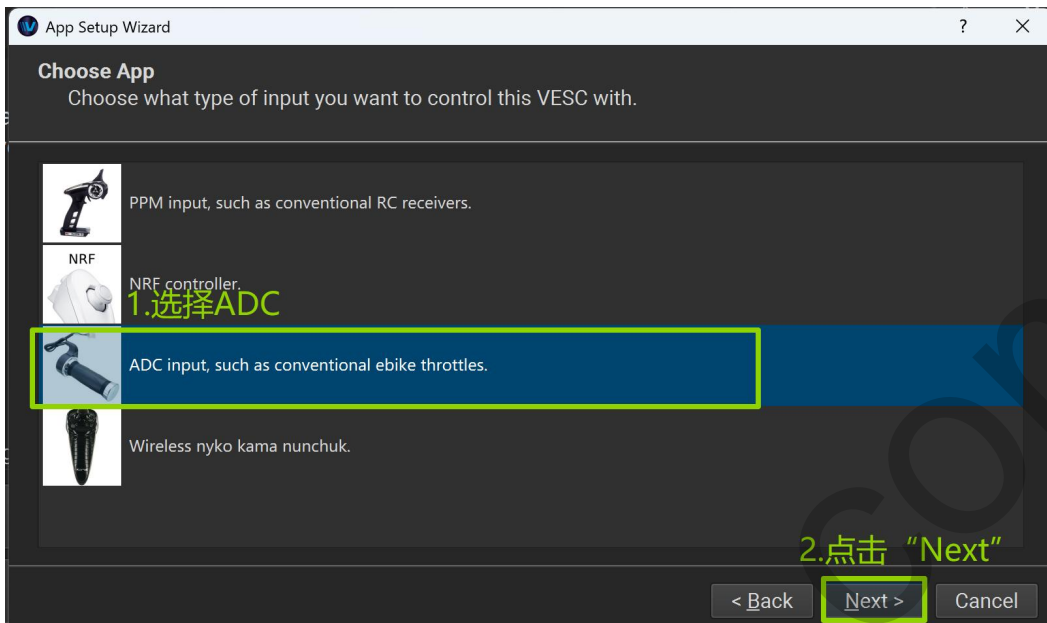 App Setup Wizard
Choose App
Choose what type of input you want to control this VESC with.
PPM input, such as conventional RC receivers.
NRF
NRF controller.
1.选择ADC
ADC input, such as conventional ebike throttles.
Wireless nyko kama nunchuk.
2.点击“Next”
< Back
Next >
Cancel